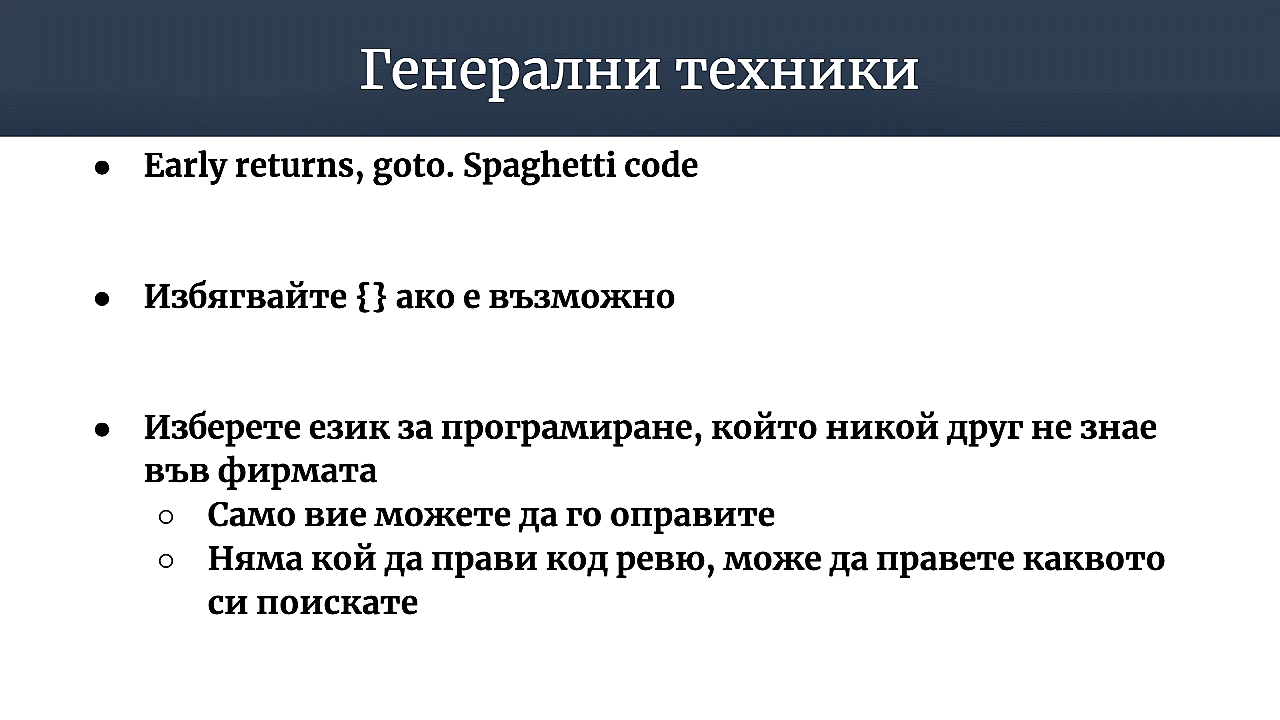 Генерални техники
● Early returns, goto. Spaghetti code
● Избягвайте {} ако е възможно
● Изберете език за програмиране, който никой друг не знае
във фирмата
○ Само вие можете да го оправите
○ Няма кой да прави код ревю, може да правете каквото
си поискате